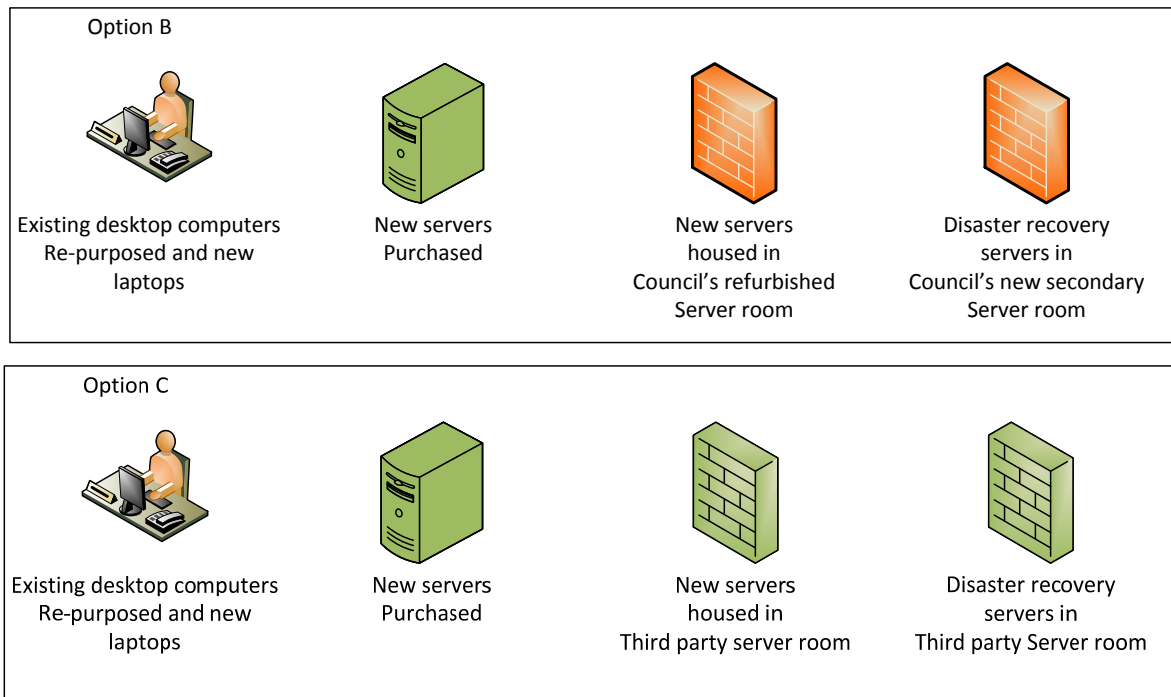 Option B
Existing desktop computers
Re-purposed and new
laptops
New servers
Purchased
New servers
housed in
Council's refurbished
Server room
Disaster recovery
servers in
Council's new secondary
Server room
Option C
Existing desktop computers
Re-purposed and new
laptops
New servers
Purchased
New servers
housed in
Third party server room
Disaster recovery
servers in
Third party Server room